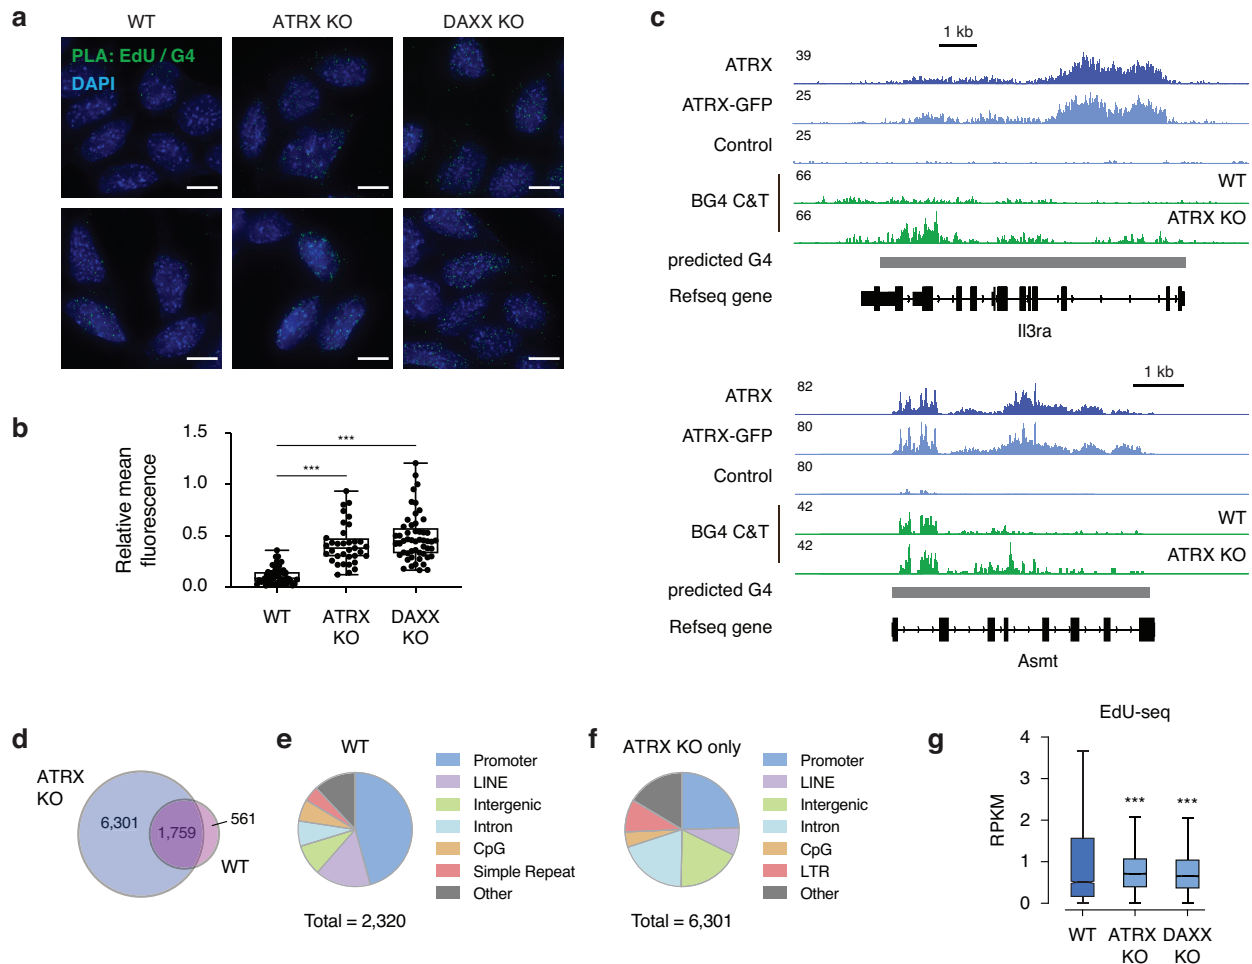 a
WT
ATRX KO
DAXX KO
PLA: EdU / G4
DAPI
b
Relative mean
fluorescence
1.5
1.0
0.5
0.0
***
***
WT
ATRX
KO
DAXX
KO
c
1 kb
ATRX
39
ATRX-GFP
25
Control
25
BG4 C&T
66
WT
66
ATRX KO
predicted G4
Refseq gene
Il3ra
1 kb
ATRX
82
ATRX-GFP
80
Control
80
BG4 C&T
42
WT
42
ATRX KO
predicted G4
Refseq gene
Asmt
d
ATRX
KO
6,301
1,759
561
WT
e
WT
Promoter
LINE
Intergenic
Intron
CpG
Simple Repeat
Other
Total = 2,320
f
ATRX KO only
Promoter
LINE
Intergenic
Intron
CpG
LTR
Other
Total = 6,301
g
EdU-seq
RPKM
4
3
2
1
0
***
***
WT
ATRX
KO
DAXX
KO